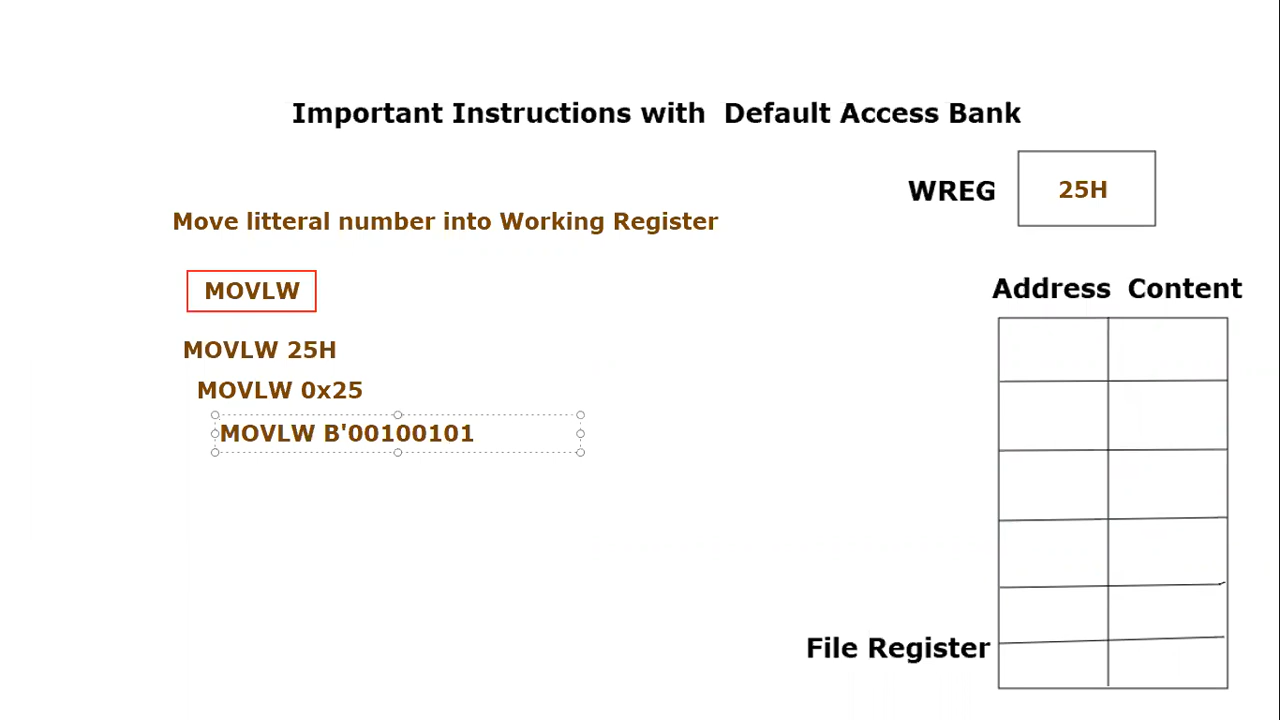 Important Instructions with Default Access Bank
WREG 25H
Move litteral number into Working Register
MOVLW
Address Content
MOVLW 25H
MOVLW 0x25
MOVLW B'00100101
File Register